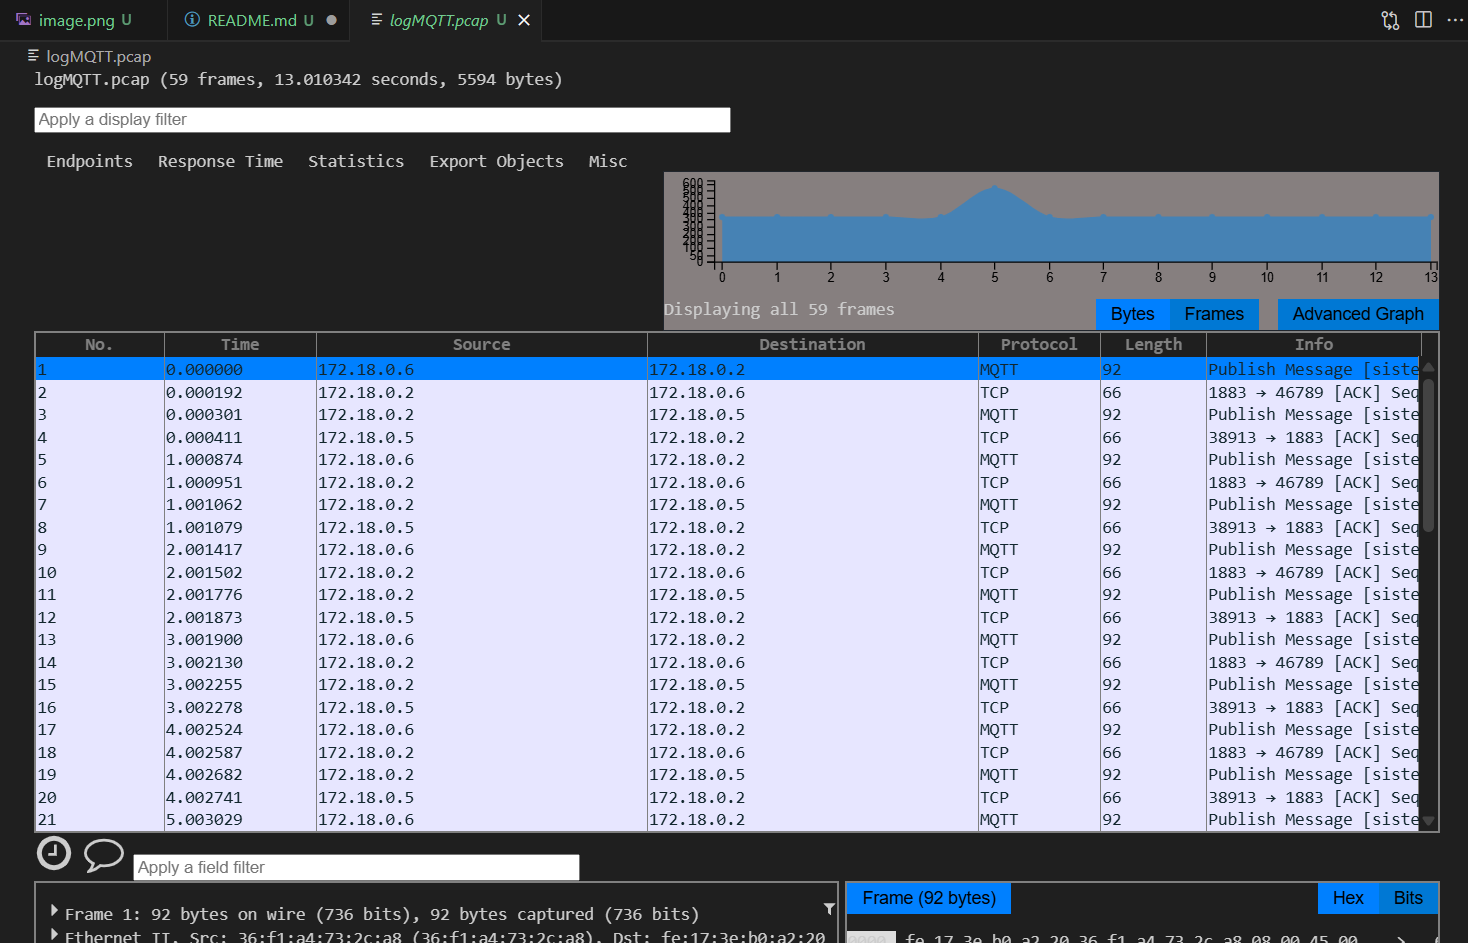 image.png U README.md U logMQTT.pcap U
logMQTT.pcap
logMQTT.pcap (59 frames, 13.010342 seconds, 5594 bytes)
Apply a display filter
Endpoints Response Time Statistics Export Objects Misc
600
500
400
300
200
100
50
0
0 1 2 3 4 5 6 7 8 9 10 11 12 13
Displaying all 59 frames Bytes Frames Advanced Graph
No. Time Source Destination Protocol Length Info
1 0.000000 172.18.0.6 172.18.0.2 MQTT 92 Publish Message [siste
2 0.000192 172.18.0.2 172.18.0.6 TCP 66 1883 → 46789 [ACK] Seq
3 0.000301 172.18.0.2 172.18.0.5 MQTT 92 Publish Message [siste
4 0.000411 172.18.0.5 172.18.0.2 TCP 66 38913 → 1883 [ACK] Seq
5 1.000874 172.18.0.6 172.18.0.2 MQTT 92 Publish Message [siste
6 1.000951 172.18.0.2 172.18.0.6 TCP 66 1883 → 46789 [ACK] Seq
7 1.001062 172.18.0.2 172.18.0.5 MQTT 92 Publish Message [siste
8 1.001079 172.18.0.5 172.18.0.2 TCP 66 38913 → 1883 [ACK] Seq
9 2.001417 172.18.0.6 172.18.0.2 MQTT 92 Publish Message [siste
10 2.001502 172.18.0.2 172.18.0.6 TCP 66 1883 → 46789 [ACK] Seq
11 2.001776 172.18.0.2 172.18.0.5 MQTT 92 Publish Message [siste
12 2.001873 172.18.0.5 172.18.0.2 TCP 66 38913 → 1883 [ACK] Seq
13 3.001900 172.18.0.6 172.18.0.2 MQTT 92 Publish Message [siste
14 3.002130 172.18.0.2 172.18.0.6 TCP 66 1883 → 46789 [ACK] Seq
15 3.002255 172.18.0.2 172.18.0.5 MQTT 92 Publish Message [siste
16 3.002278 172.18.0.5 172.18.0.2 TCP 66 38913 → 1883 [ACK] Seq
17 4.002524 172.18.0.6 172.18.0.2 MQTT 92 Publish Message [siste
18 4.002587 172.18.0.2 172.18.0.6 TCP 66 1883 → 46789 [ACK] Seq
19 4.002682 172.18.0.2 172.18.0.5 MQTT 92 Publish Message [siste
20 4.002741 172.18.0.5 172.18.0.2 TCP 66 38913 → 1883 [ACK] Seq
21 5.003029 172.18.0.6 172.18.0.2 MQTT 92 Publish Message [siste
Apply a field filter
Frame 1: 92 bytes on wire (736 bits), 92 bytes captured (736 bits)
Ethernet II, Src: 36:f1:a4:73:2c:a8 (36:f1:a4:73:2c:a8), Dst: fe:17:3e:b0:a2:20
Frame (92 bytes) Hex Bits
0000 fe 17 3e b0 a2 20 36 f1 a4 73 2c a8 08 00 45 00